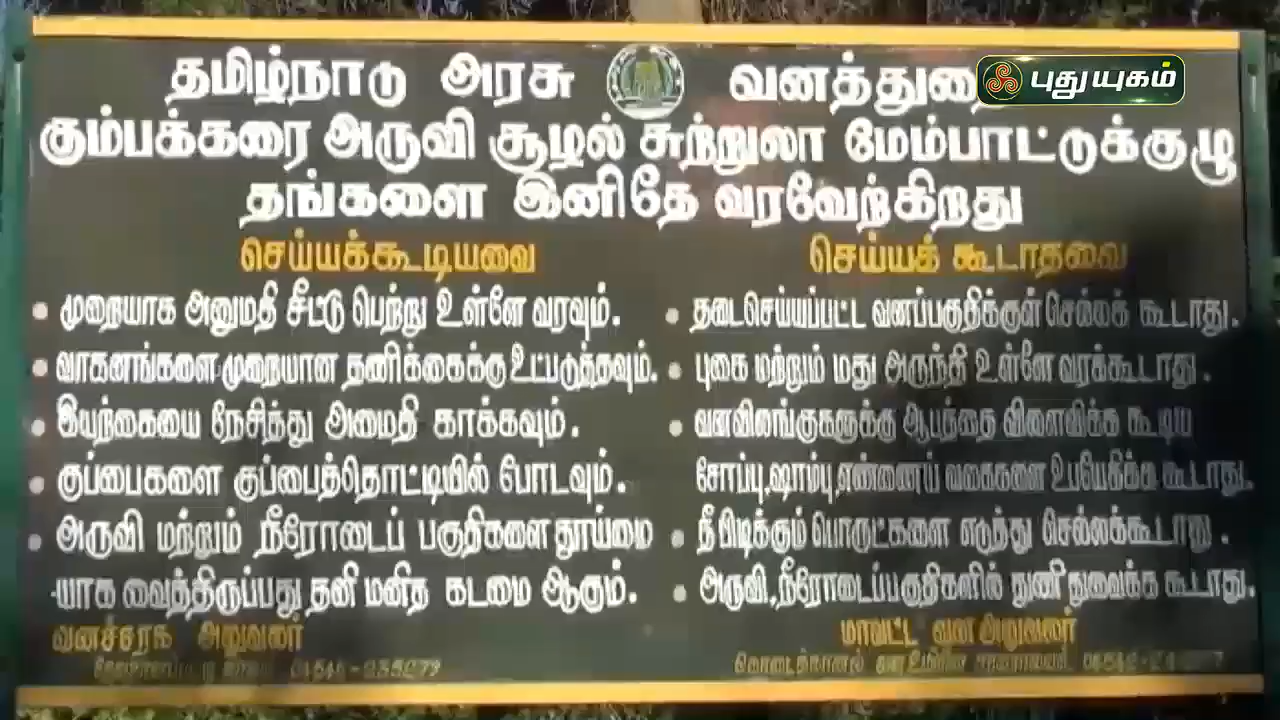 தமிழ்நாடு அரசு வனத்துறை
புதுயுகம்
கும்பக்கரை அருவி சூழல் சுற்றுலா மேம்பாட்டுக்குழு
தங்களை இனிதே வரவேற்கிறது
செய்யக்கூடியவை
• முறையாக அனுமதி சீட்டு பெற்று உள்ளே வரவும்.
• வாகனங்களை முறையான தணிக்கைக்கு உட்படுத்தவும்.
• இயற்கையை நேசித்து அமைதி காக்கவும்.
• குப்பைகளை குப்பைத்தொட்டியில் போடவும்.
• அருவி மற்றும் நீரோடைப் பகுதிகளை தூய்மை
-யாக வைத்திருப்பது தனி மனித கடமை ஆகும்.
வனச்சரக அலுவலர்
செய்யக் கூடாதவை
• தடைசெய்யப்பட்ட வனப்பகுதிக்குள் செல்லக் கூடாது.
• புகை மற்றும் மது அருந்தி உள்ளே வரக்கூடாது.
• வனவிலங்குகளுக்கு ஆபத்தை விளைவிக்க கூடிய
சோப்பு,ஷாம்பு,எண்ணைய் வகைகளை உபயோகிக்க கூடாது.
• தீபிடிக்கும் பொருட்களை எடுத்து செல்லக்கூடாது.
• அருவி,நீரோடைப்பகுதிகளில் துணி துவைக்க கூடாது.
மாவட்ட வன அலுவலர்